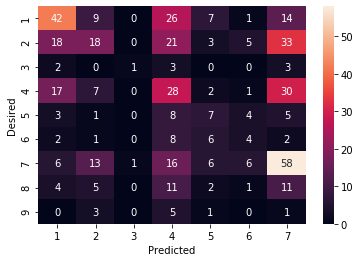 1 42 9 0 26 7 1 14
2 18 18 0 21 3 5 33
3 2 0 1 3 0 0 3
4 17 7 0 28 2 1 30
5 3 1 0 8 7 4 5
6 2 1 0 8 6 4 2
7 6 13 1 16 6 6 58
8 4 5 0 11 2 1 11
9 0 3 0 5 1 0 1
1 2 3 4 5 6 7
Desired
Predicted
50
40
30
20
10
0